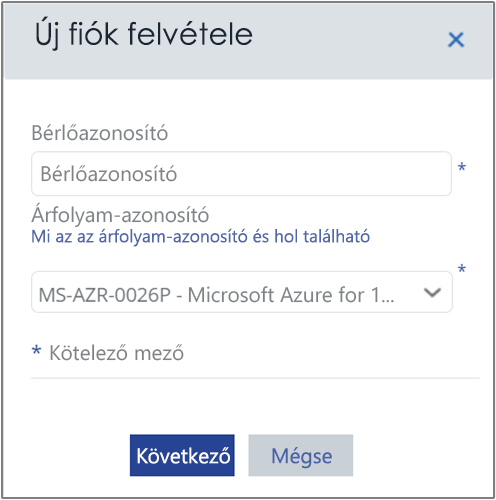 Új fiók felvétele
Bérlőazonosító
Bérlőazonosító
*
Árfolyam-azonosító
Mi az az árfolyam-azonosító és hol található
*
MS-AZR-0026P - Microsoft Azure for 1...
* Kötelező mező
Következő
Mégse